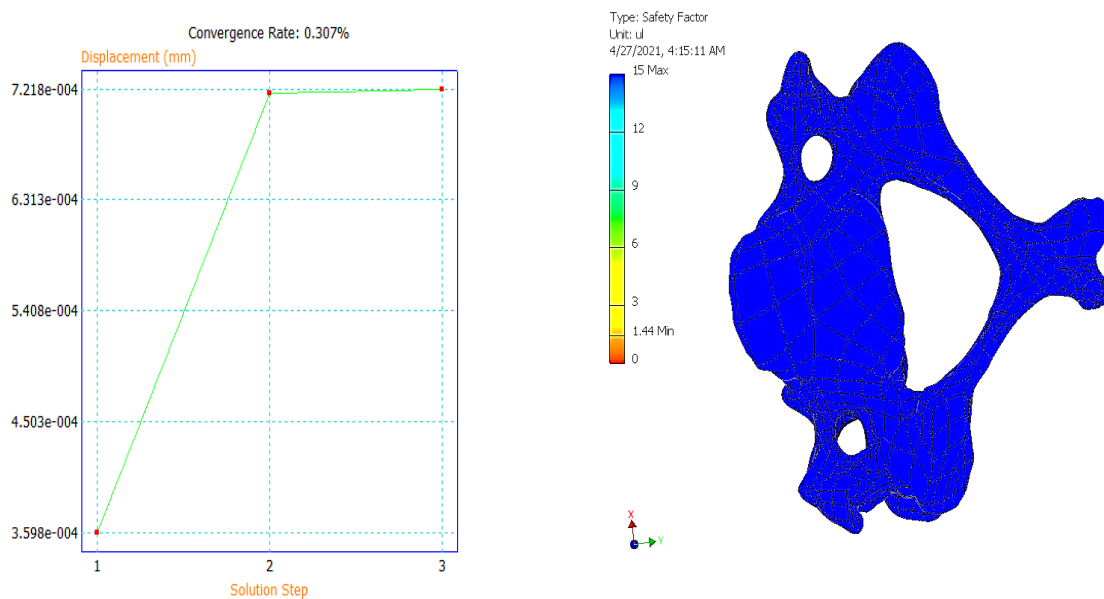 Convergence Rate: 0.307%
Displacement (mm)
7.218e-004
6.313e-004
5.408e-004
4.503e-004
3.598e-004
1
2
3
Solution Step
Type: Safety Factor
Unit: ul
4/27/2021, 4:15:11 AM
15 Max
12
9
6
3
1.44 Min
0
X
Y